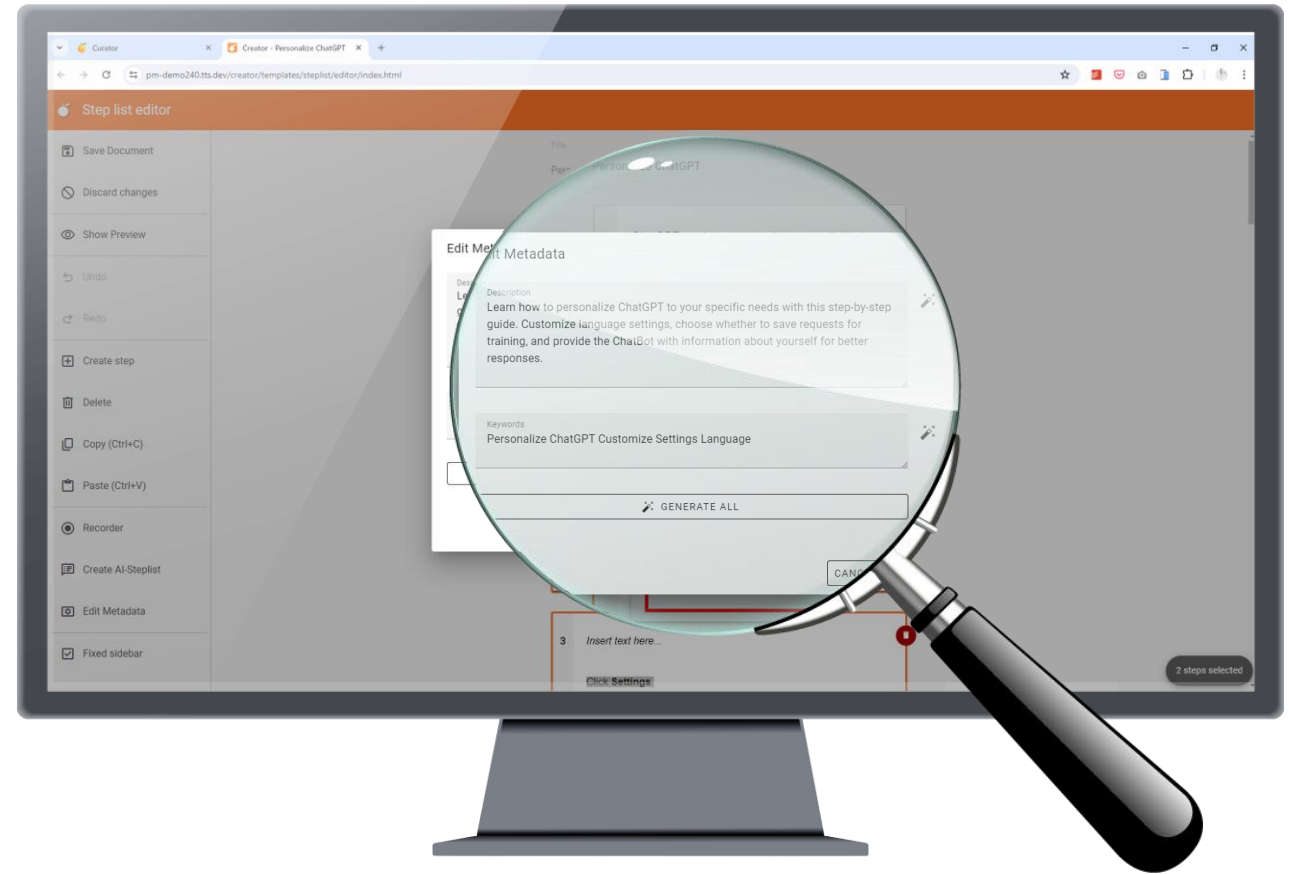 Curator
Creator - Personalize ChatGPT
pm-demo240.tts.dev/creator/templates/steplist/editor/index.html
Step list editor
Save Document
Discard changes
Show Preview
Undo
Redo
Create step
Delete
Copy (Ctrl+C)
Paste (Ctrl+V)
Recorder
Create AI-Steplist
Edit Metadata
Fixed sidebar
Title
ChatGPT
Edit
Metadata
Description
Learn how to personalize ChatGPT to your specific needs with this step-by-step
guide. Customize language settings, choose whether to save requests for
training, and provide the ChatBot with information about yourself for better
responses.
Keywords
Personalize ChatGPT Customize Settings Language
GENERATE ALL
3 Insert text here...
Click Settings
2 steps selected